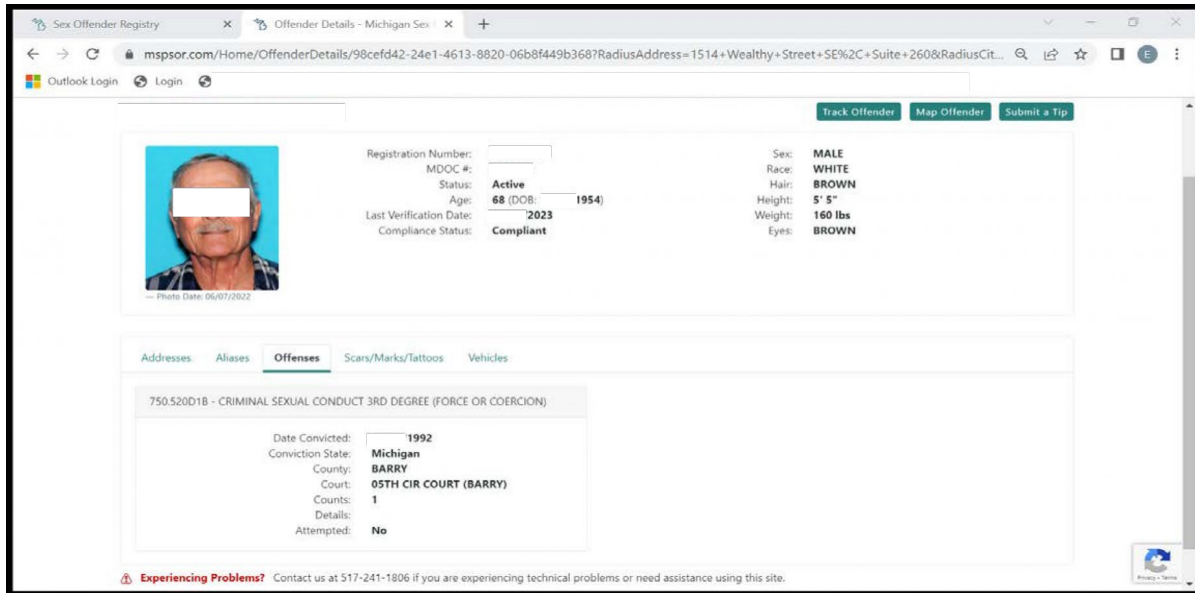 Sex Offender Registry
Offender Details - Michigan Sex
mspsor.com/Home/OffenderDetails/98cefd42-24e1-4613-8820-06b8f449b368?RadiusAddress=1514+Wealthy+Street+SE%2C+Suite+260&RadiusCit...
E
Outlook Login Login
Track Offender Map Offender Submit a Tip
Registration Number:
MDOC #:
Status: Active
Age: 68 (DOB: 1954)
Last Verification Date: 2023
Compliance Status: Compliant
Sex: MALE
Race: WHITE
Hair: BROWN
Height: 5' 5"
Weight: 160 lbs
Eyes: BROWN
— Photo Date: 06/07/2022
Addresses Aliases Offenses Scars/Marks/Tattoos Vehicles
750.520D1B - CRIMINAL SEXUAL CONDUCT 3RD DEGREE (FORCE OR COERCION)
Date Convicted: 1992
Conviction State: Michigan
County: BARRY
Court: 05TH CIR COURT (BARRY)
Counts: 1
Details:
Attempted: No
Experiencing Problems? Contact us at 517-241-1806 if you are experiencing technical problems or need assistance using this site.
Privacy - Terms